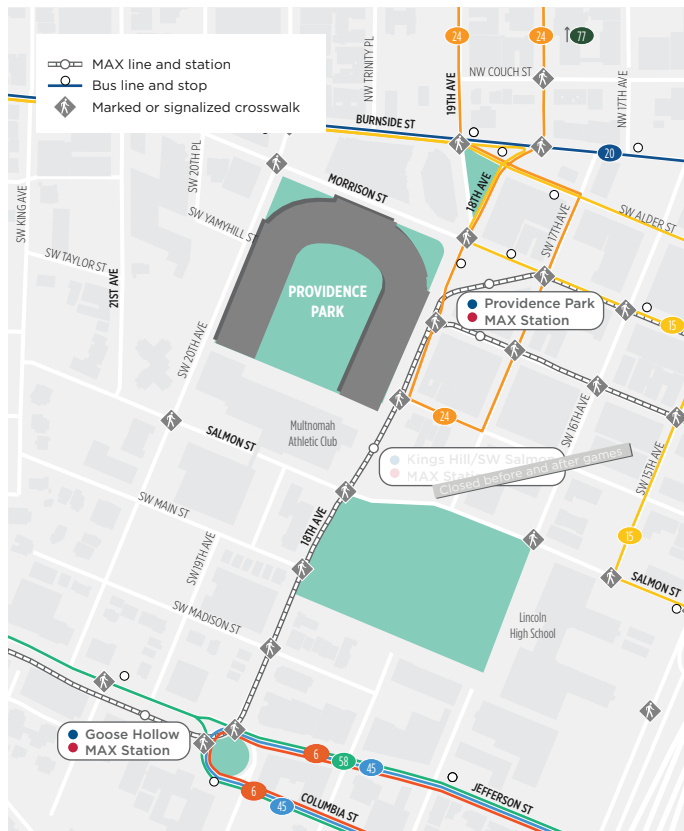 24
24
77
MAX line and station
Bus line and stop
Marked or signalized crosswalk
NW TRINITY PL
19TH AVE
NW COUCH ST
NW 17TH AVE
BURNSIDE ST
20
SW 20TH PL
MORRISON ST
18TH AVE
SW KING AVE
SW YAMYHILL ST
SW ALDER ST
SW 17TH AVE
SW TAYLOR ST
21ST AVE
PROVIDENCE
PARK
Providence Park
MAX Station
15
SW 20TH AVE
24
Multnomah
Athletic Club
SALMON ST
SW 16TH AVE
Kings Hill/SW Salmon
MAX Station
Closed before and after games
SW 15TH AVE
SW MAIN ST
18TH AVE
15
SW 19TH AVE
SALMON ST
SW MADISON ST
Lincoln
High School
Goose Hollow
MAX Station
6
58
45
6
45
JEFFERSON ST
COLUMBIA ST